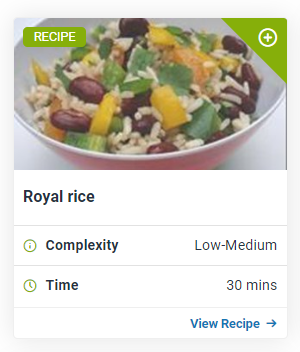 RECIPE
Royal rice
Complexity Low-Medium
Time 30 mins
View Recipe →